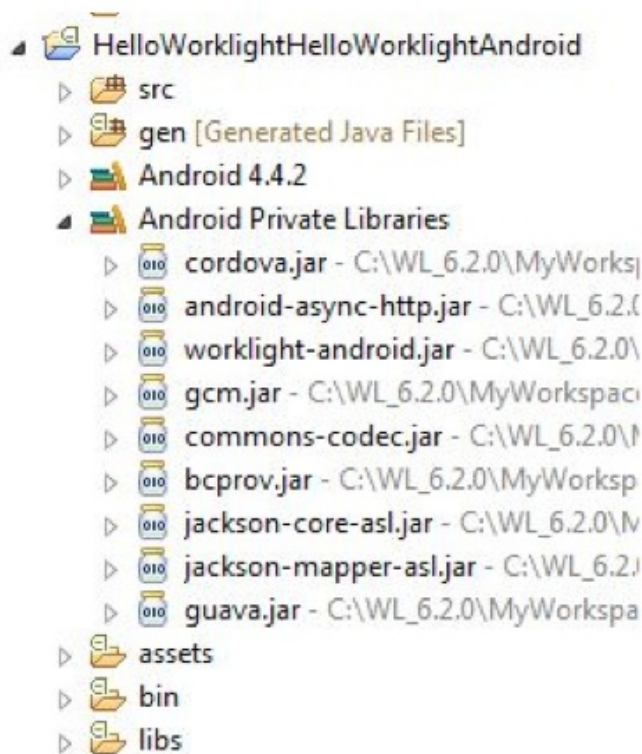 HelloWorklightHelloWorklightAndroid
src
gen [Generated Java Files]
Android 4.4.2
Android Private Libraries
cordova.jar - C:\WL_6.2.0\MyWorksp
android-async-http.jar - C:\WL_6.2.0
worklight-android.jar - C:\WL_6.2.0\
gcm.jar - C:\WL_6.2.0\MyWorkspac
commons-codec.jar - C:\WL_6.2.0\
bcprov.jar - C:\WL_6.2.0\MyWorksp
jackson-core-asl.jar - C:\WL_6.2.0\M
jackson-mapper-asl.jar - C:\WL_6.2.
guava.jar - C:\WL_6.2.0\MyWorkspa
assets
bin
libs